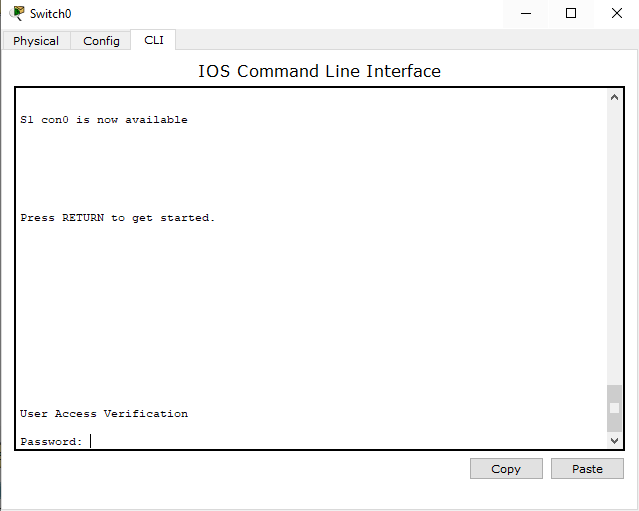 Switch0
Physical Config CLI
IOS Command Line Interface
S1 con0 is now available
Press RETURN to get started.
User Access Verification
Password:
Copy Paste